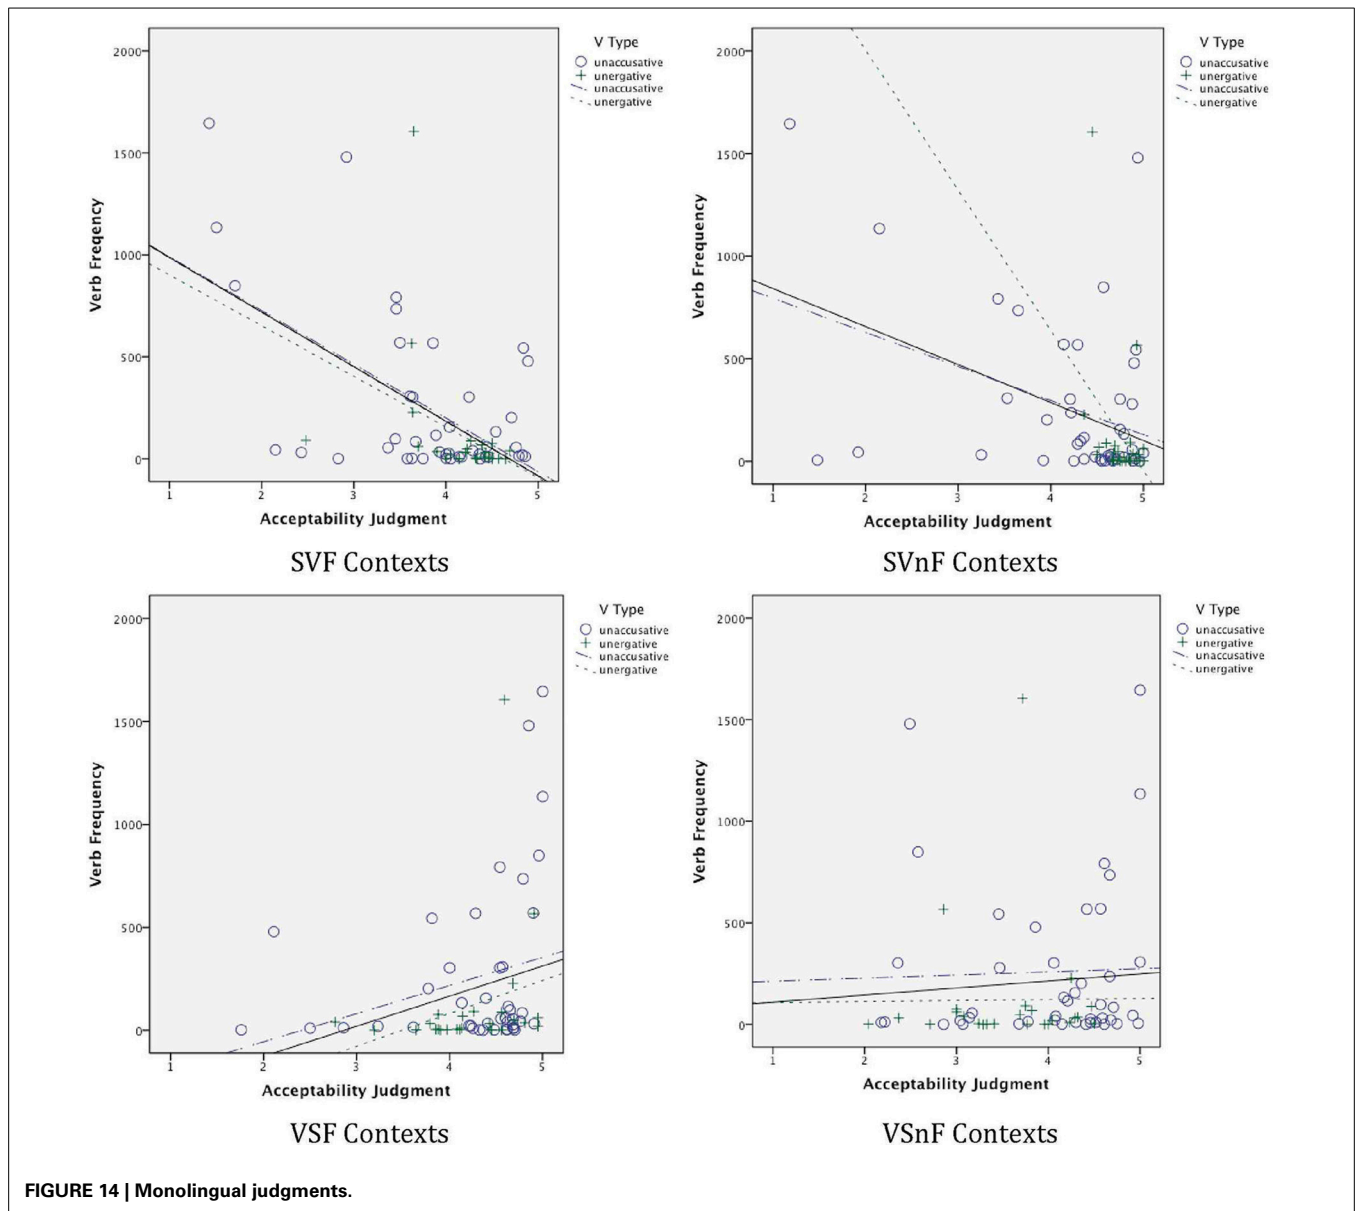 V Type
unaccusative
unergative
unaccusative
unergative
2000
1500
1000
500
0
Verb Freqency
1 2 3 4 5
Acceptability Judgment
SVF Contexts
V Type
unaccusative
unergative
unaccusative
unergative
2000
1500
1000
500
0
Verb Frequency
1 2 3 4 5
Acceptability Judgment
SVnF Contexts
V Type
unaccusative
unergative
unaccusative
unergative
2000
1500
1000
500
0
Verb Frequency
1 2 3 4 5
Acceptability Judgment
VSF Contexts
V Type
unaccusative
unergative
unaccusative
unergative
2000
1500
1000
500
0
Verb Frequency
1 2 3 4 5
Acceptability Judgment
VSnF Contexts
FIGURE 14 | Monolingual judgments.